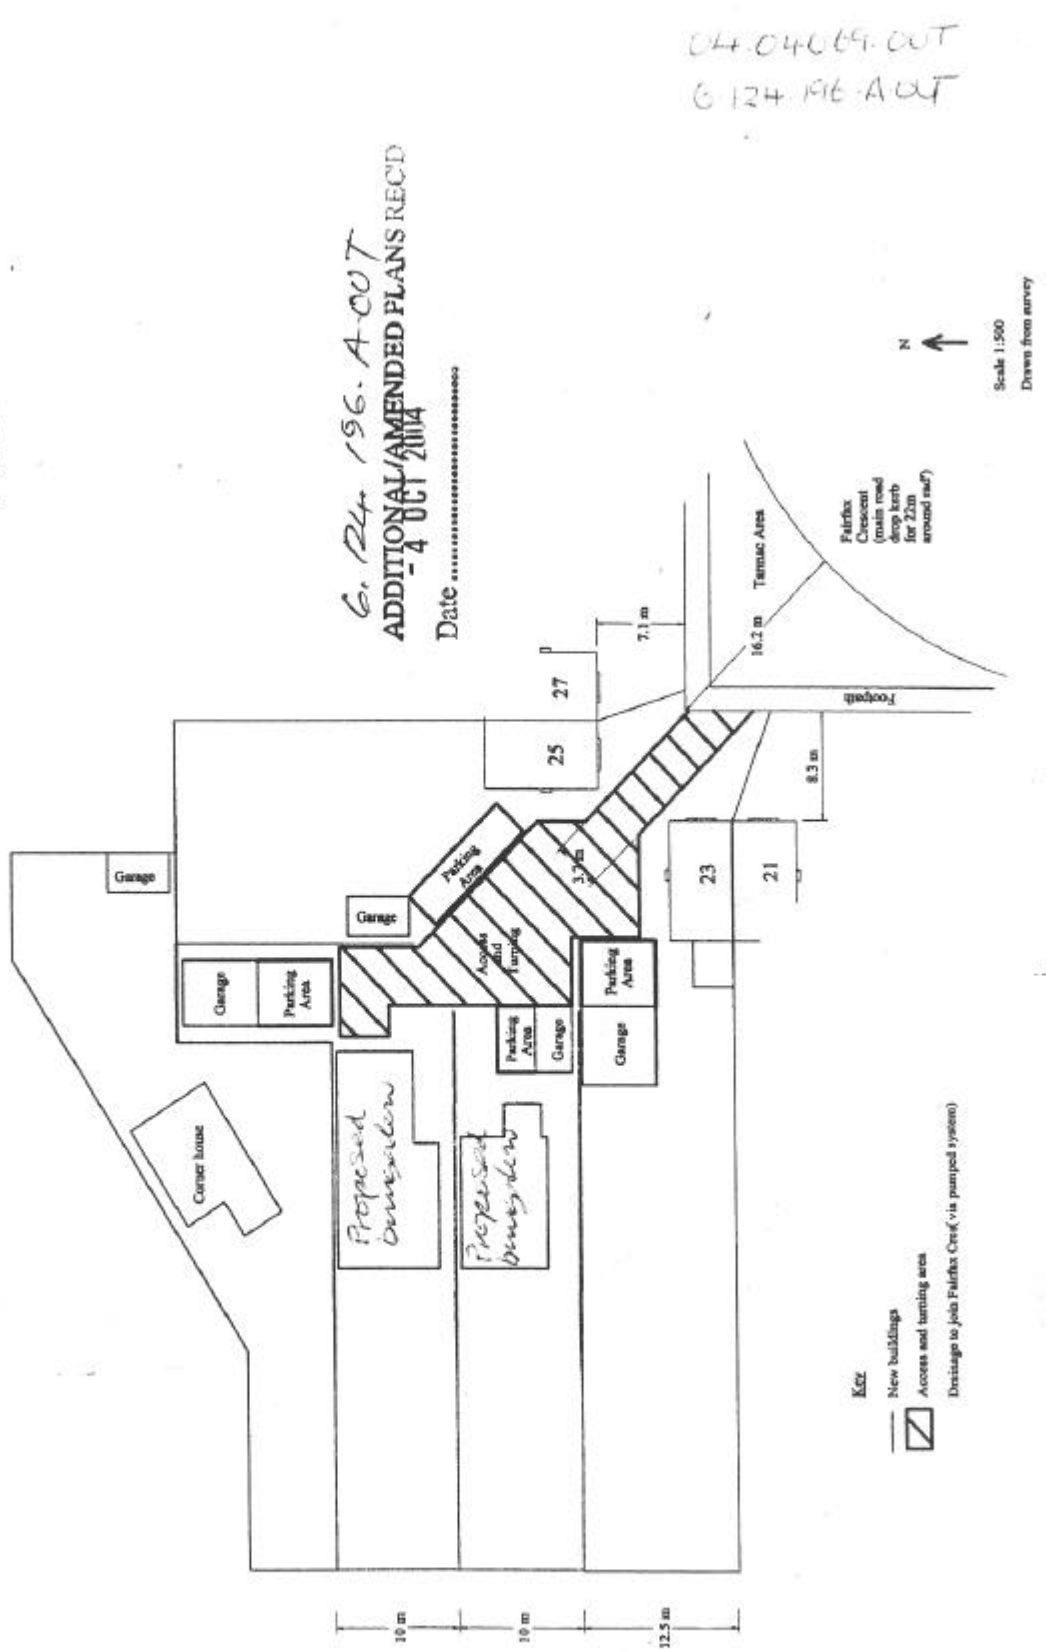 04.04069.OUT
6.124.196.A.OUT
6.124.196.A.OUT
ADDITIONAL/AMENDED PLANS REC'D
- 4 OCT 2004
Date
Garage
Garage
Parking
Area
Garage
Parking
Area
Access
and
Turning
3.7 m
Parking
Area
Garage
Parking
Area
Garage
Corner house
Proposed
bungalow
Proposed
bungalow
25
27
23
21
7.1 m
16.2 m
8.3 m
Tarmac Area
Footpath
Fairfax
Crescent
(main road
drop kerb
for 22m
around rad')
N
Scale 1:500
Drawn from survey
10 m
10 m
12.5 m
Key
New buildings
Access and turning area
Drainage to join Fairfax Cres( via pumped system)